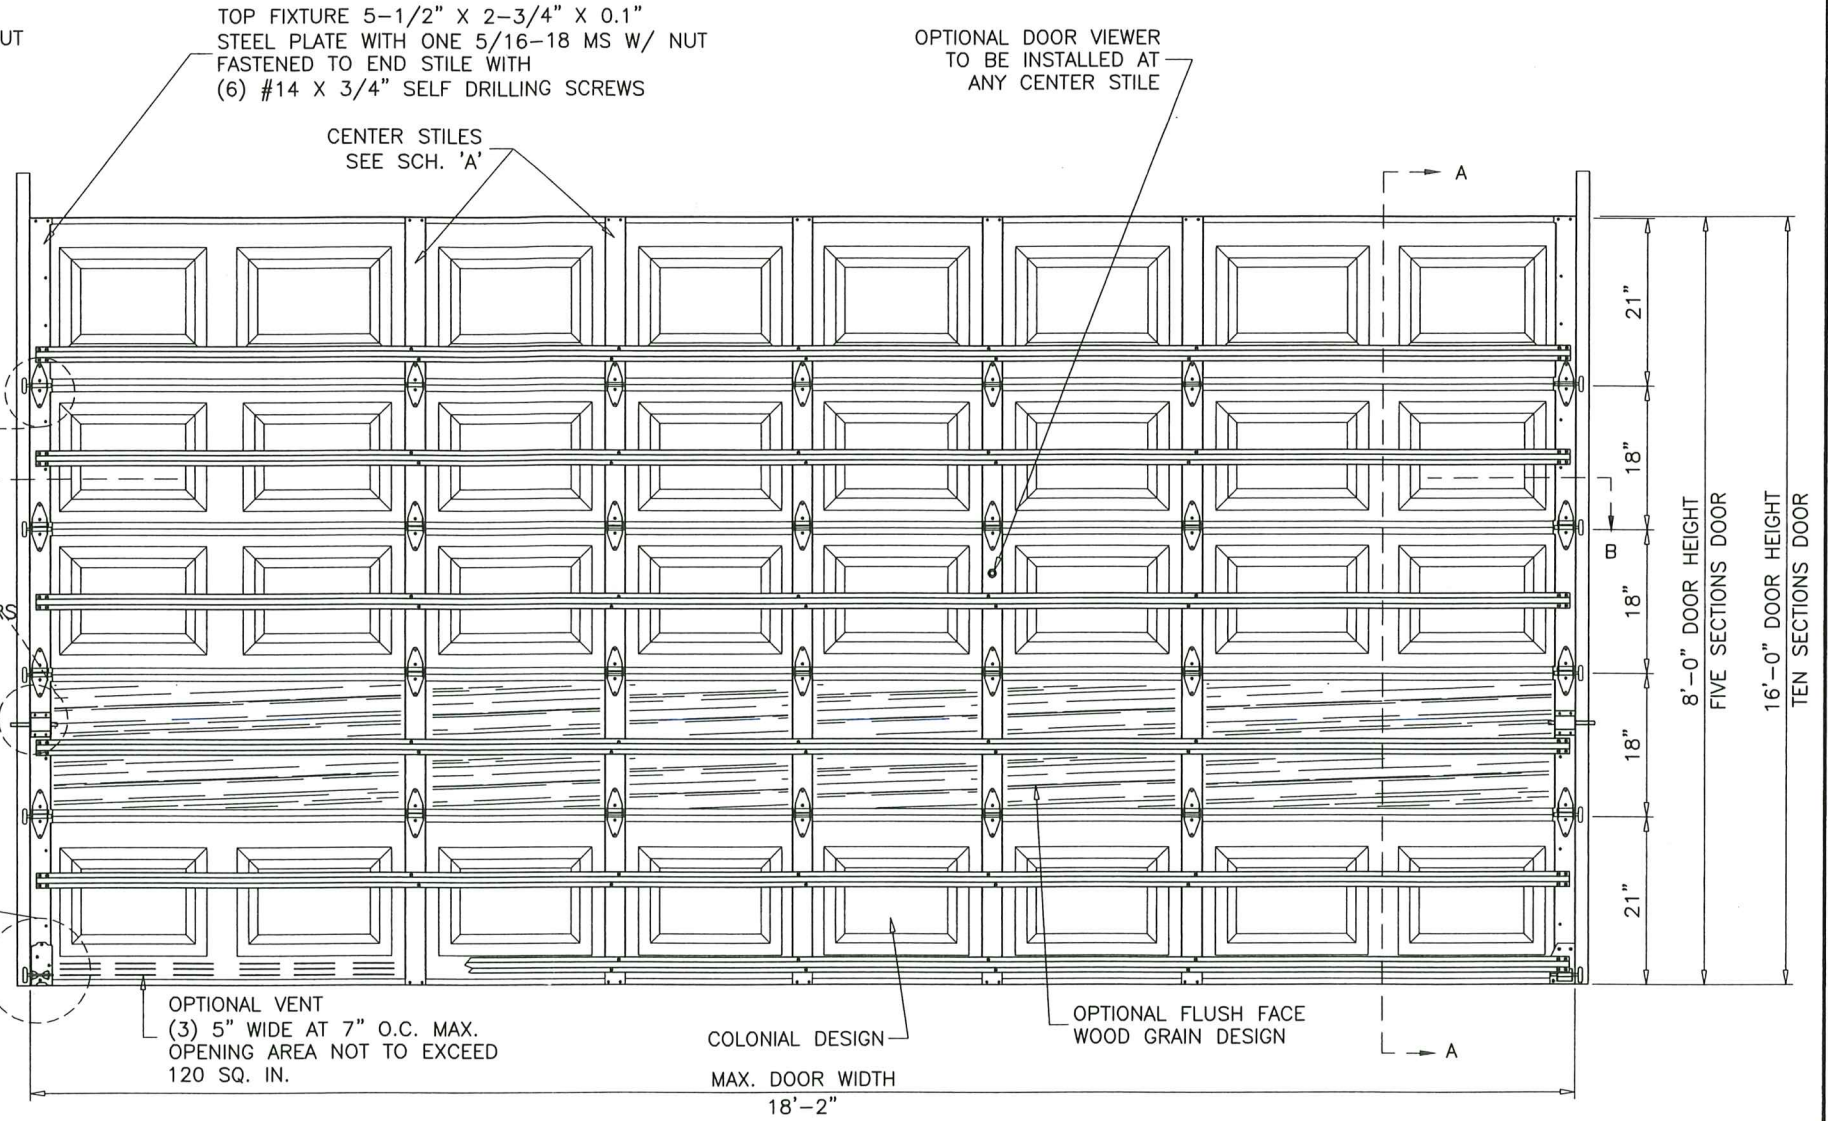 UT
TOP FIXTURE 5-1/2" X 2-3/4" X 0.1"
STEEL PLATE WITH ONE 5/16-18 MS W/ NUT
FASTENED TO END STILE WITH
(6) #14 X 3/4" SELF DRILLING SCREWS
OPTIONAL DOOR VIEWER
TO BE INSTALLED AT
ANY CENTER STILE
CENTER STILES
SEE SCH. 'A'
A
21"
18"
18"
18"
21"
B
8'-0" DOOR HEIGHT
FIVE SECTIONS DOOR
16'-0" DOOR HEIGHT
TEN SECTIONS DOOR
RS
OPTIONAL VENT
(3) 5" WIDE AT 7" O.C. MAX.
OPENING AREA NOT TO EXCEED
120 SQ. IN.
COLONIAL DESIGN
OPTIONAL FLUSH FACE
WOOD GRAIN DESIGN
A
MAX. DOOR WIDTH
18'-2"